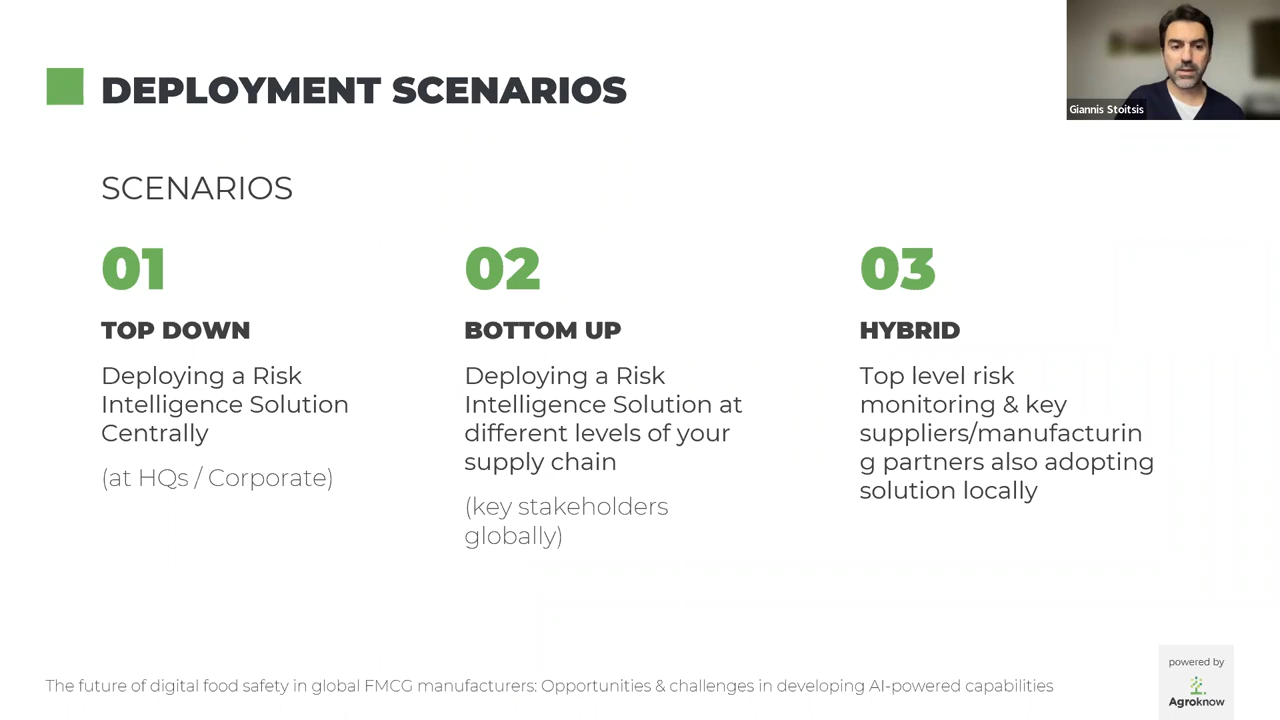 DEPLOYMENT SCENARIOS
Giannis Stoitsis
SCENARIOS
01
TOP DOWN
Deploying a Risk
Intelligence Solution
Centrally
(at HQs / Corporate)
02
BOTTOM UP
Deploying a Risk
Intelligence Solution at
different levels of your
supply chain
(key stakeholders
globally)
03
HYBRID
Top level risk
monitoring & key
suppliers/manufacturin
g partners also adopting
solution locally
The future of digital food safety in global FMCG manufacturers: Opportunities & challenges in developing AI-powered capabilities
powered by
Agroknow